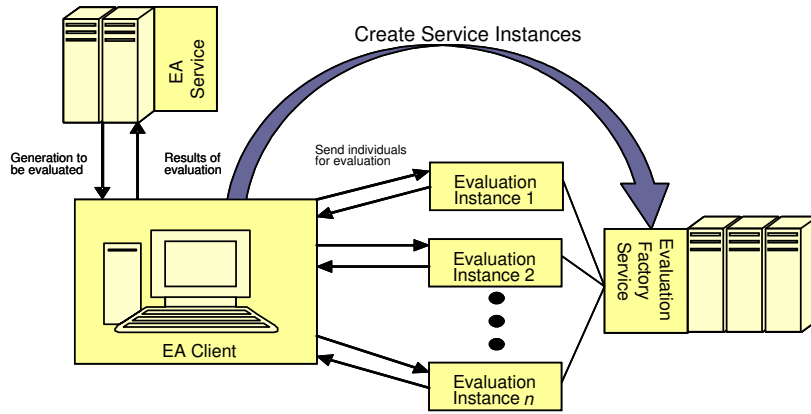 Create Service Instances
EA
Service
Generation to
be evaluated
Results of
evaluation
Send individuals
for evaluation
Evaluation
Instance 1
Evaluation
Instance 2
Evaluation
Factory
Service
EA Client
Evaluation
Instance n